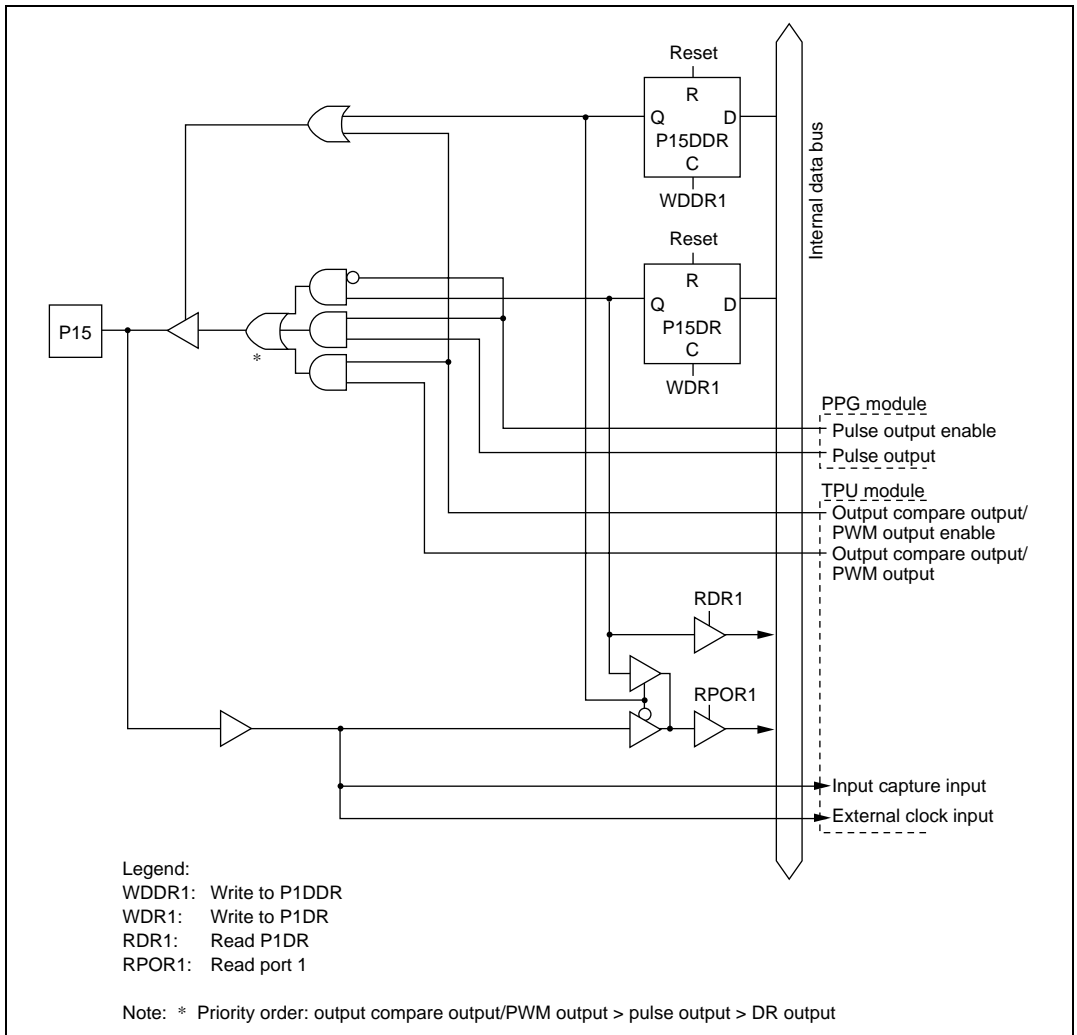 Reset
R
Q D
P15DDR
C
WDDR1
Internal data bus
Reset
R
Q D
P15DR
C
WDR1
P15
*
PPG module
Pulse output enable
Pulse output
TPU module
Output compare output/
PWM output enable
Output compare output/
PWM output
RDR1
RPOR1
Input capture input
External clock input
Legend:
WDDR1: Write to P1DDR
WDR1: Write to P1DR
RDR1: Read P1DR
RPOR1: Read port 1
Note: * Priority order: output compare output/PWM output > pulse output > DR output